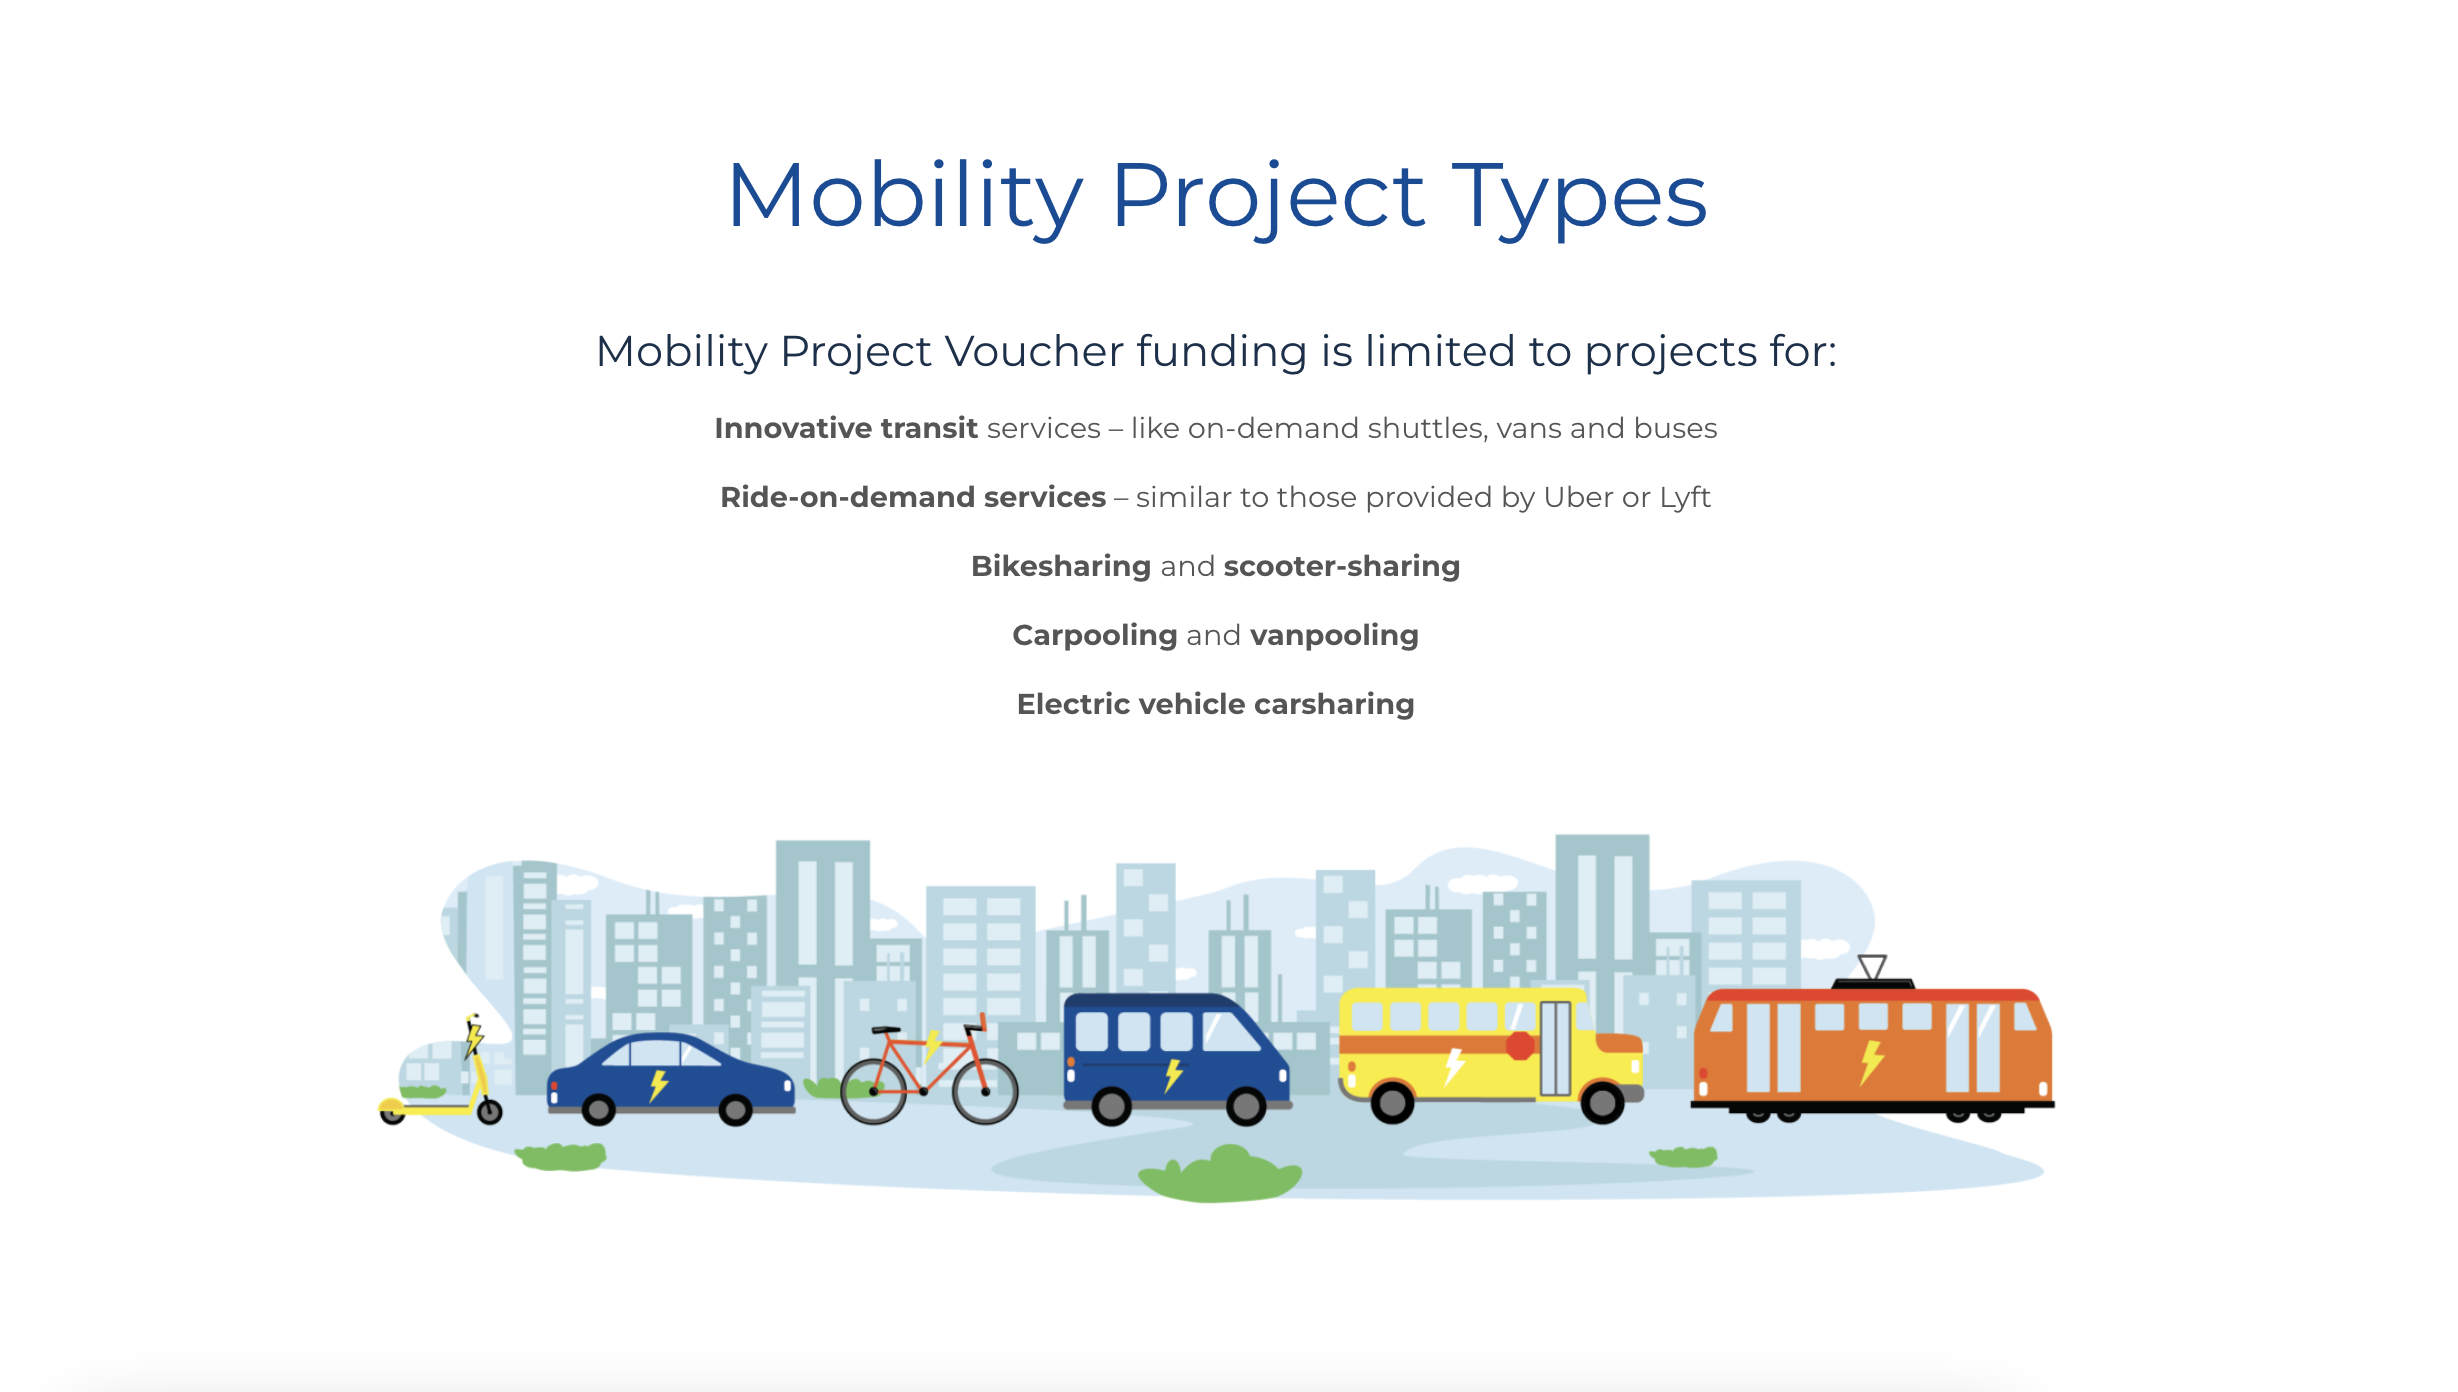 Mobility Project Types
Mobility Project Voucher funding is limited to projects for:
Innovative transit services – like on-demand shuttles, vans and buses
Ride-on-demand services – similar to those provided by Uber or Lyft
Bikesharing and scooter-sharing
Carpooling and vanpooling
Electric vehicle carsharing